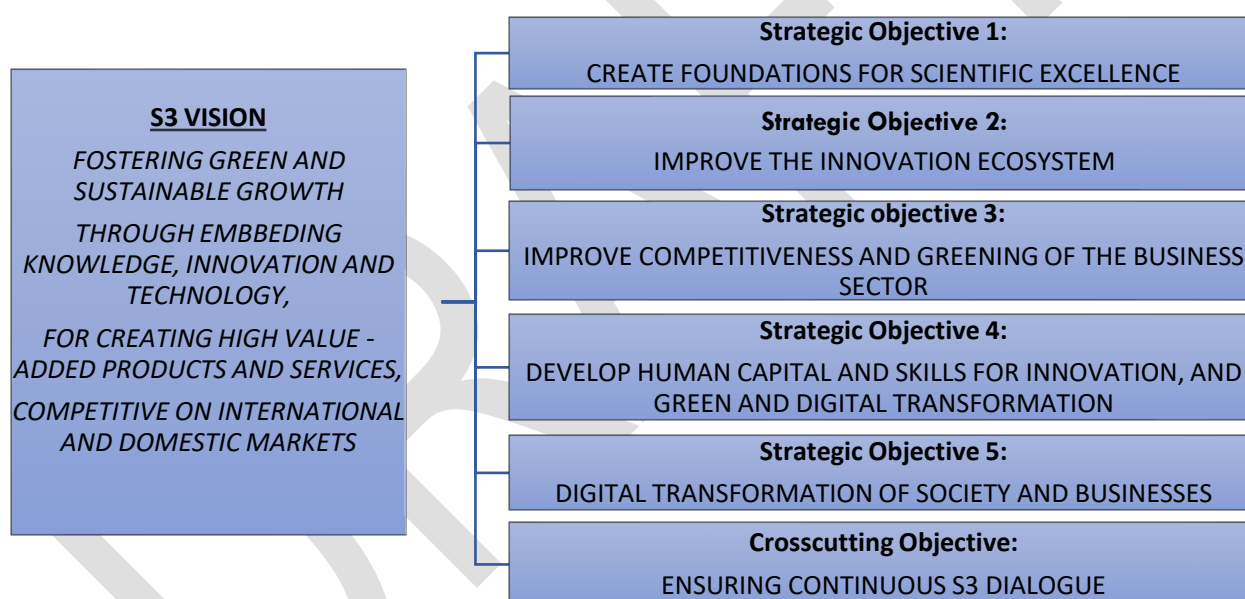 S3 VISION
FOSTERING GREEN AND
SUSTAINABLE GROWTH
THROUGH EMBBEDING
KNOWLEDGE, INNOVATION AND
TECHNOLOGY,
FOR CREATING HIGH VALUE -
ADDED PRODUCTS AND SERVICES,
COMPETITIVE ON INTERNATIONAL
AND DOMESTIC MARKETS
Strategic Objective 1:
CREATE FOUNDATIONS FOR SCIENTIFIC EXCELLENCE
Strategic Objective 2:
IMPROVE THE INNOVATION ECOSYSTEM
Strategic objective 3:
IMPROVE COMPETITIVENESS AND GREENING OF THE BUSINESS
SECTOR
Strategic Objective 4:
DEVELOP HUMAN CAPITAL AND SKILLS FOR INNOVATION, AND
GREEN AND DIGITAL TRANSFORMATION
Strategic Objective 5:
DIGITAL TRANSFORMATION OF SOCIETY AND BUSINESSES
Crosscutting Objective:
ENSURING CONTINUOUS S3 DIALOGUE